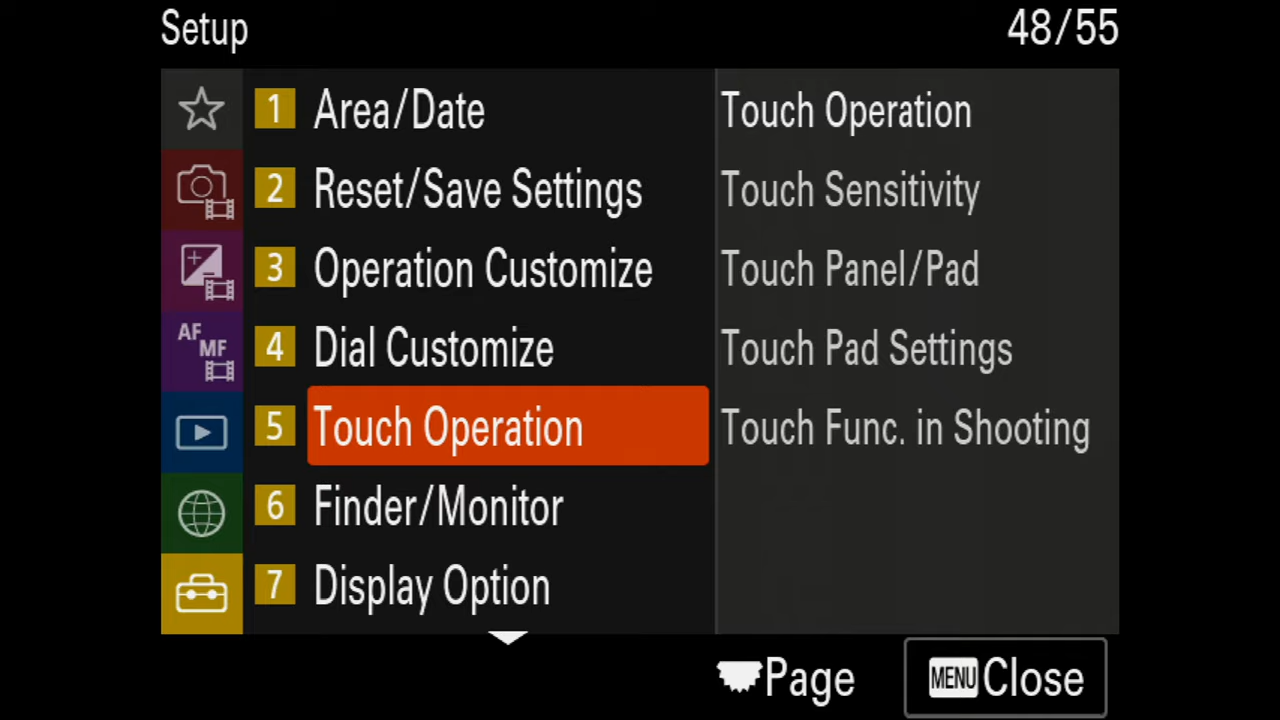 Setup
48/55
1 Area/Date
2 Reset/Save Settings
3 Operation Customize
4 Dial Customize
5 Touch Operation
6 Finder/Monitor
7 Display Option
AF
MF
Touch Operation
Touch Sensitivity
Touch Panel/Pad
Touch Pad Settings
Touch Func. in Shooting
Page
MENU Close